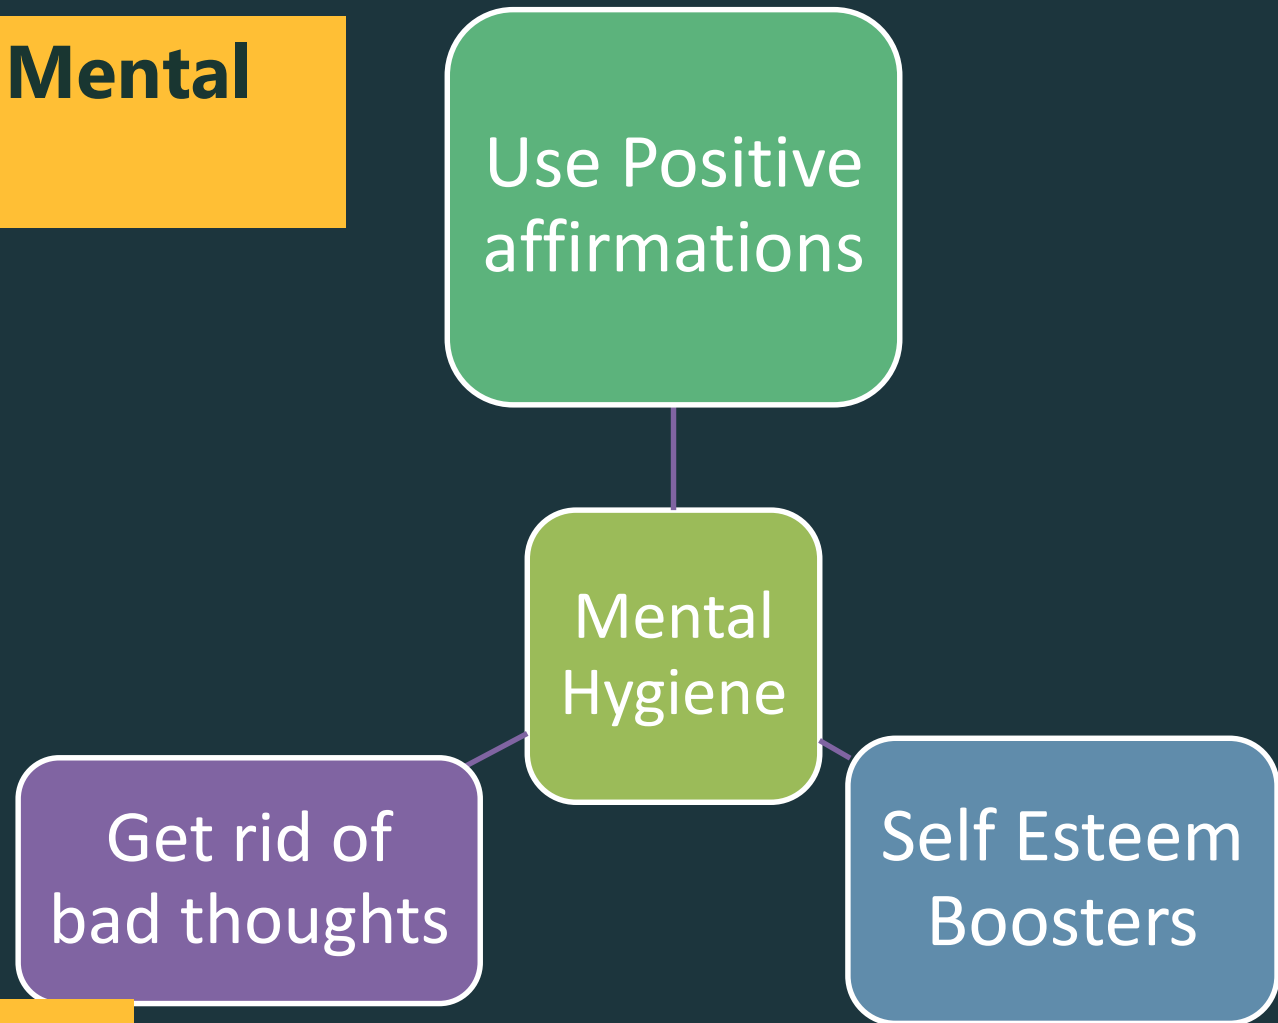 Mental
Use Positive
affirmations
Mental
Hygiene
Get rid of
bad thoughts
Self Esteem
Boosters